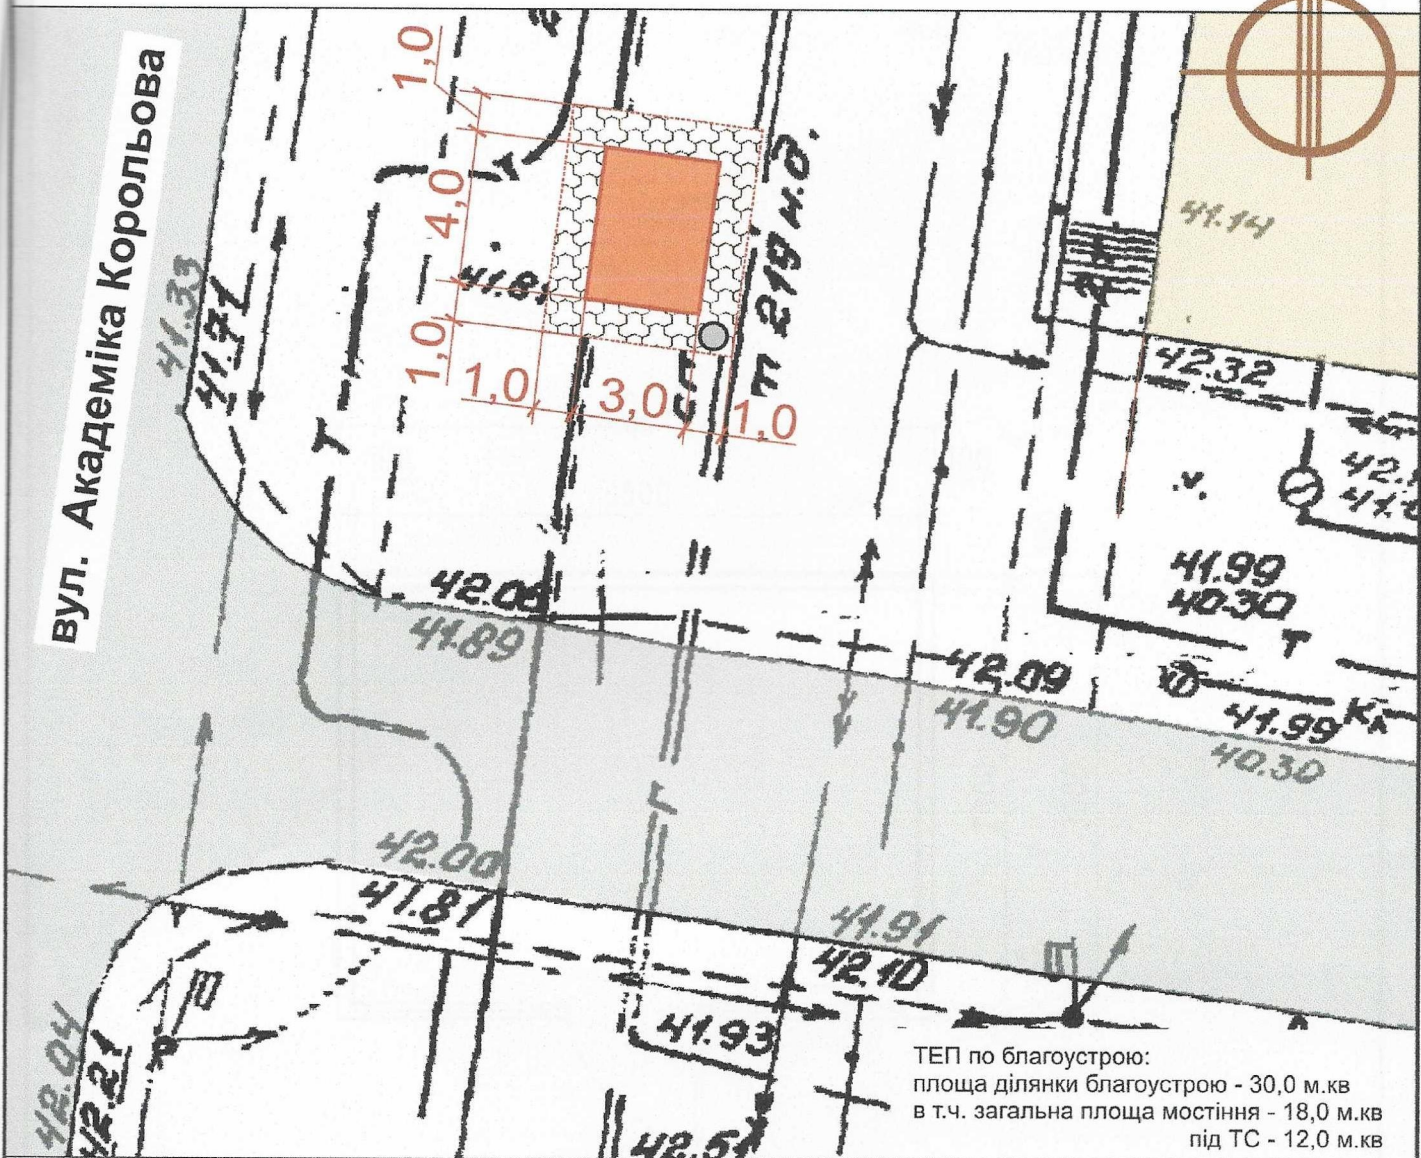 вул. Академіка Корольова
1,0
4,0
1,0
1,0
3,0
1,0
т 219 н.д.
сп
41.81
41.33
41.71
Т
41.14
42.32
41.99
40.30
Т
42.09
41.90
41.99
40.30
41.89
Г
42.00
41.81
41.91
42.10
41.93
42.04
42.21
42.51
ТЕП по благоустрою:
площа ділянки благоустрою - 30,0 м.кв
в т.ч. загальна площа мостіння - 18,0 м.кв
під ТС - 12,0 м.кв